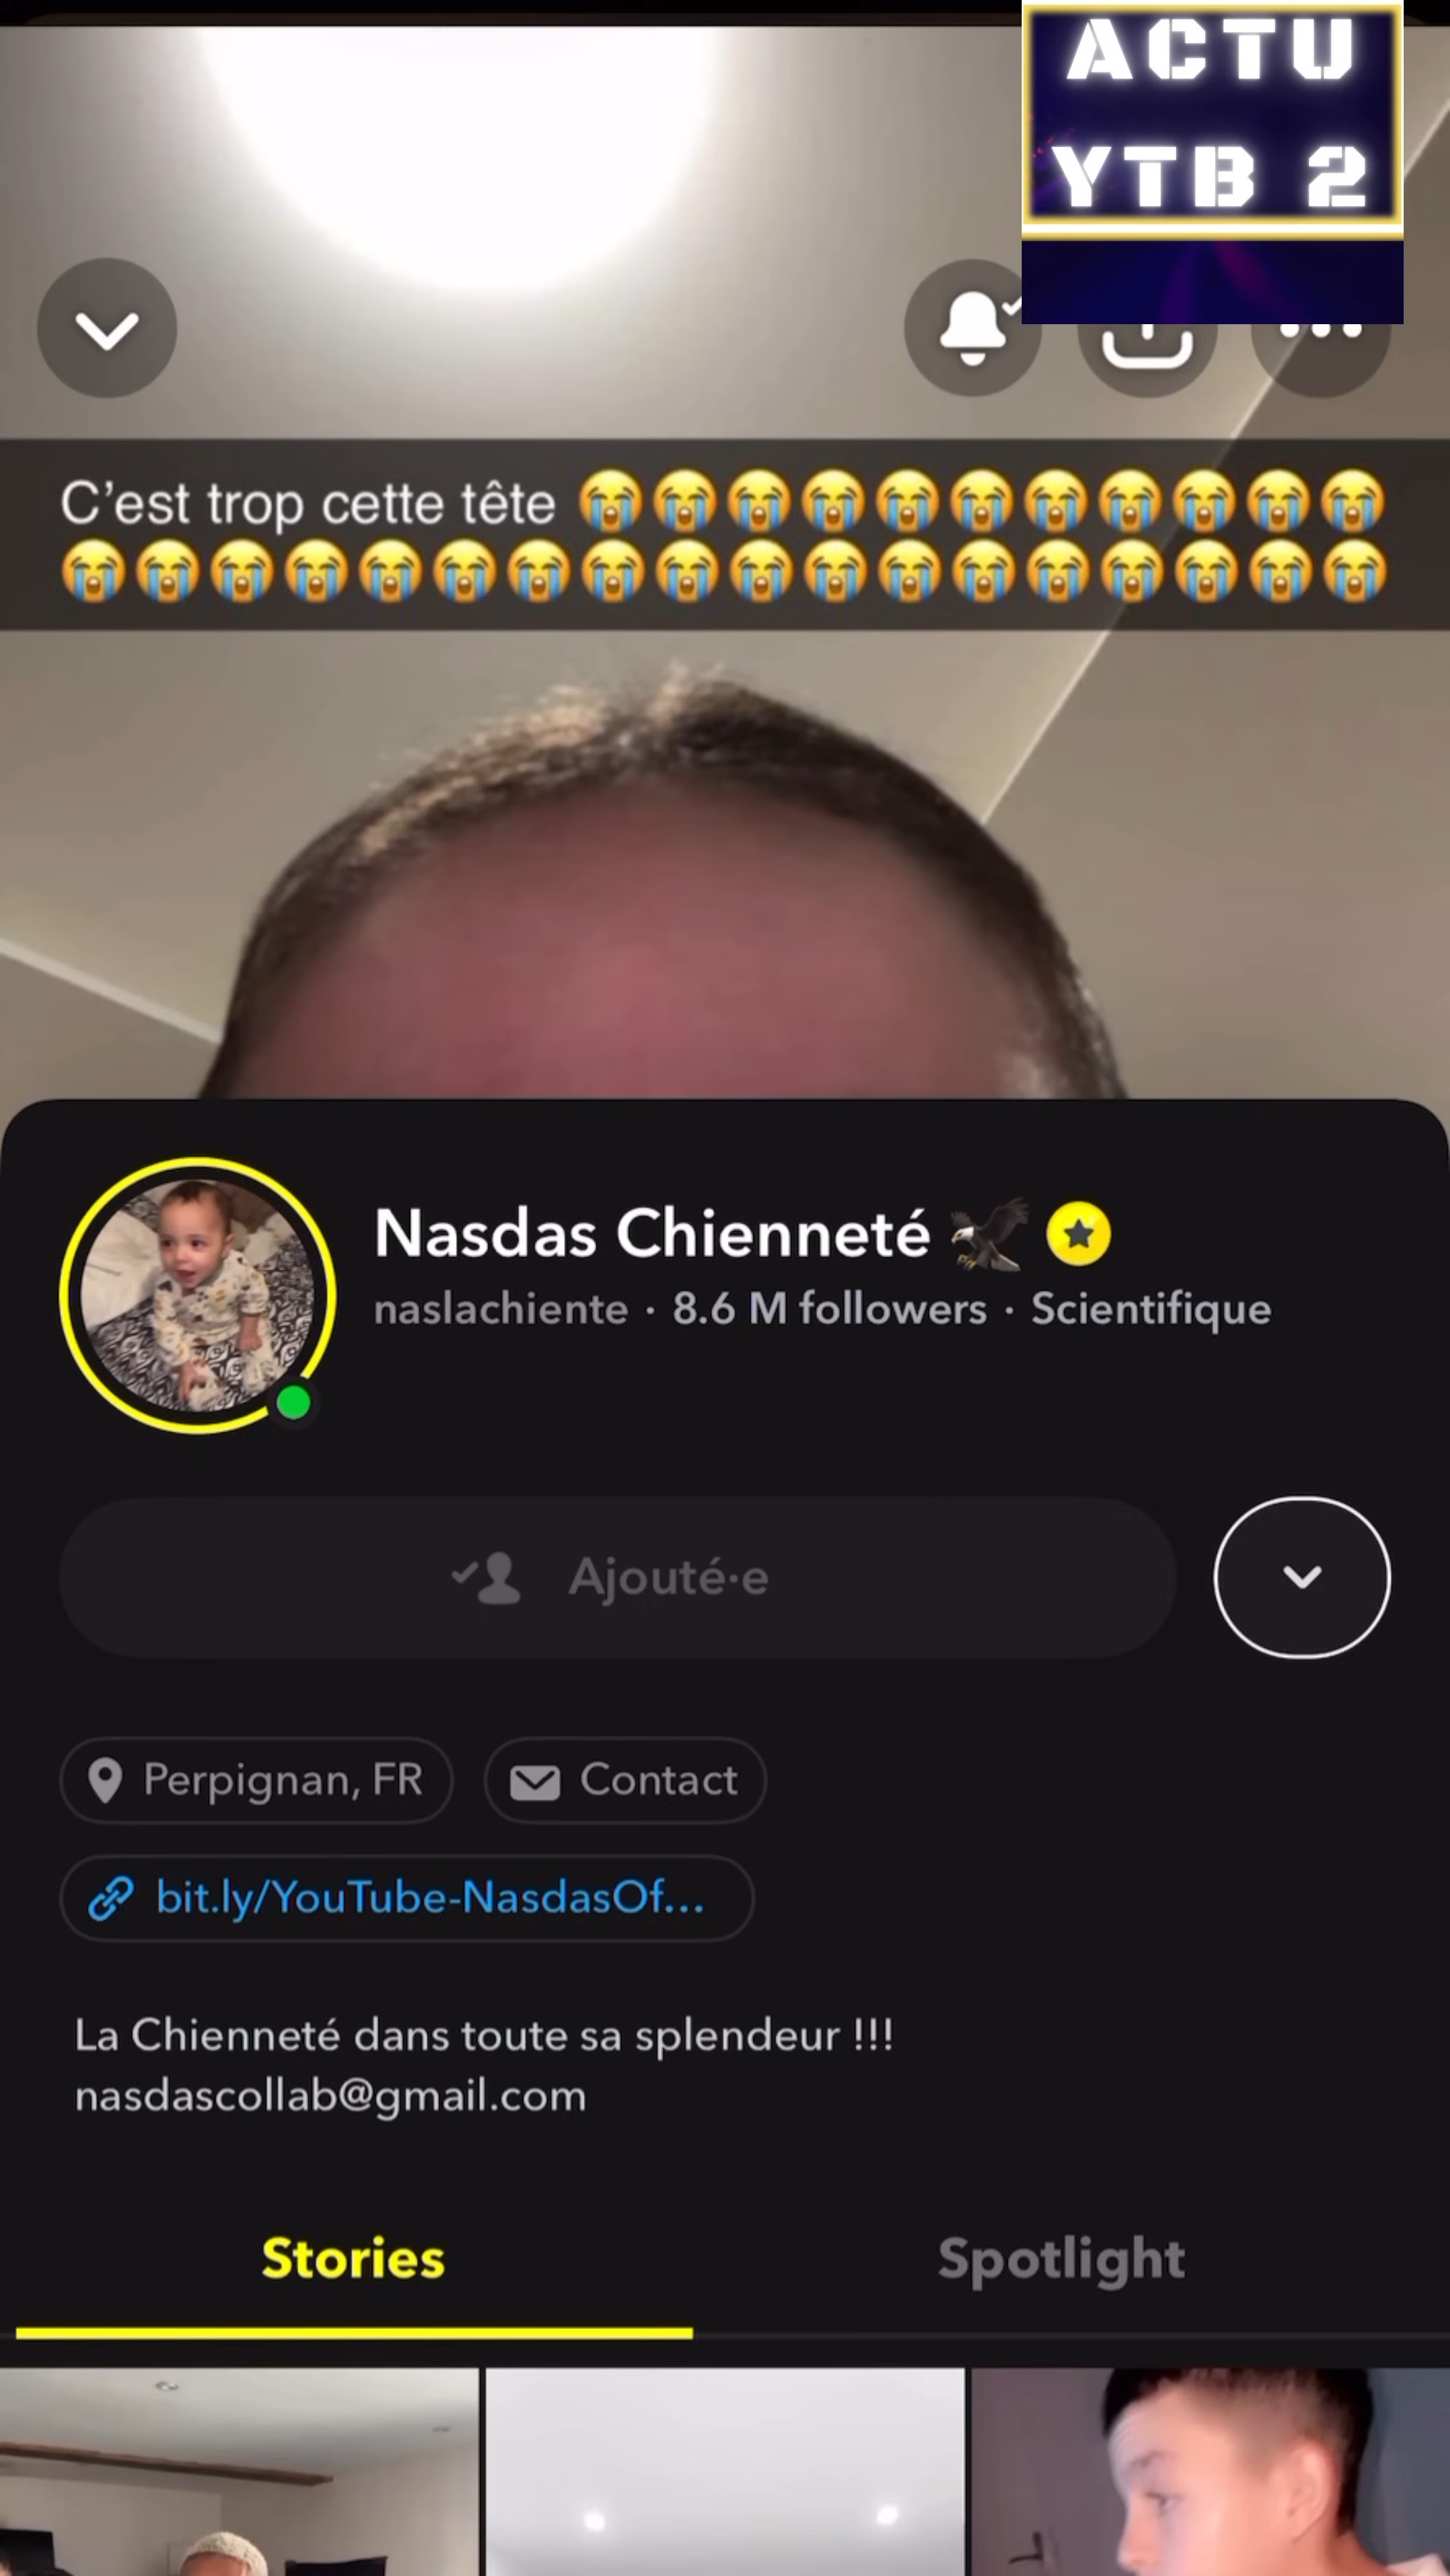 ACTU
YTB 2
C’est trop cette tête 😭😭😭😭😭😭😭😭😭😭😭
😭😭😭😭😭😭😭😭😭😭😭😭😭😭😭😭😭😭
Nasdas Chienneté 🦅
naslachiente · 8.6 M followers · Scientifique
Ajouté·e
Perpignan, FR
Contact
bit.ly/YouTube-NasdasOf...
La Chienneté dans toute sa splendeur !!!
nasdascollab@gmail.com
Stories
Spotlight